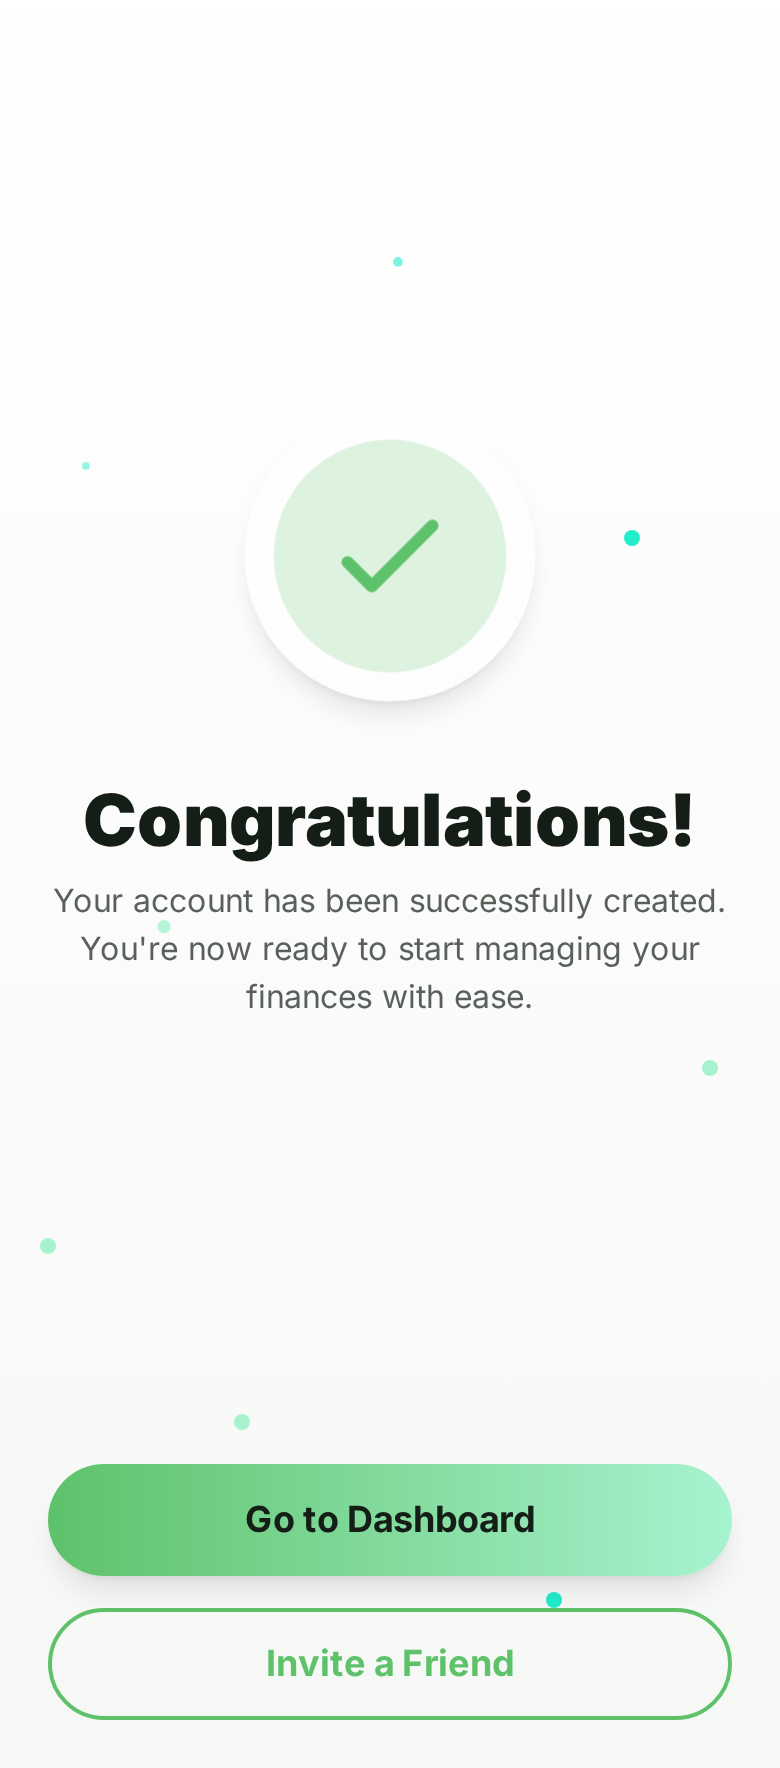 Congratulations!
Your account has been successfully created.
You're now ready to start managing your
finances with ease.
Go to Dashboard
Invite a Friend